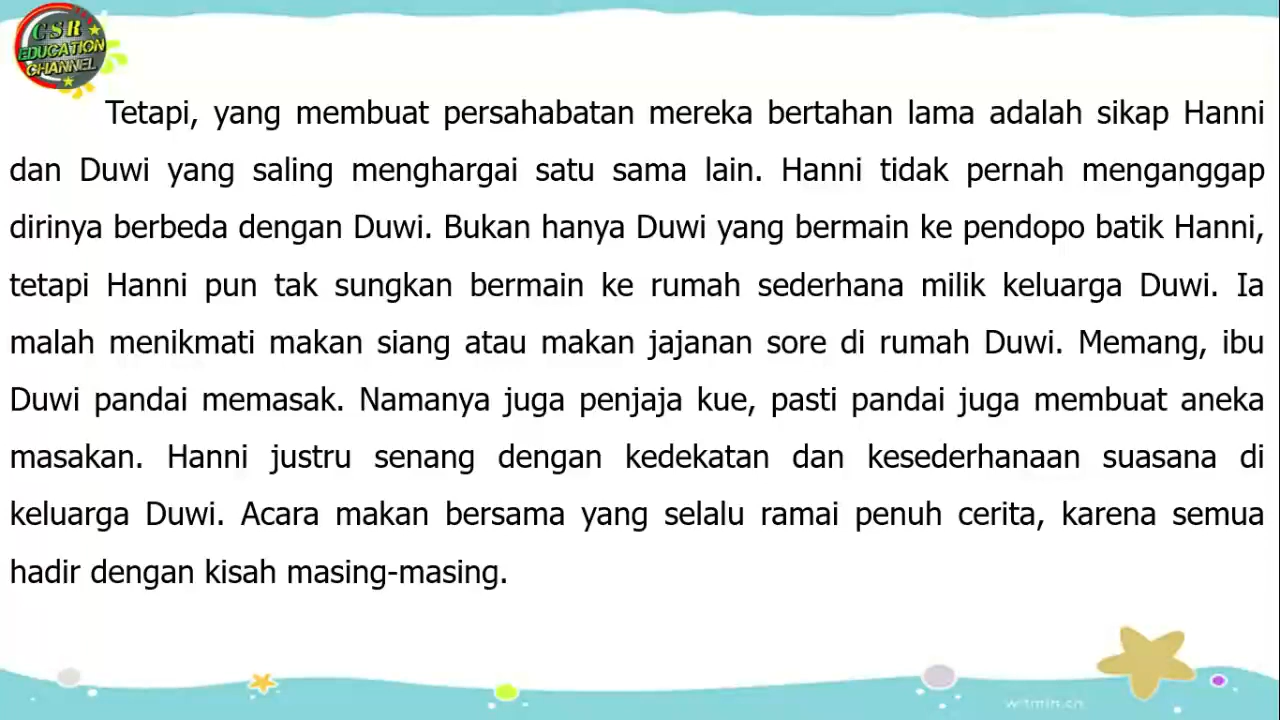 CSR
EDUCATION
CHANNEL
Tetapi, yang membuat persahabatan mereka bertahan lama adalah sikap Hanni
dan Duwi yang saling menghargai satu sama lain. Hanni tidak pernah menganggap
dirinya berbeda dengan Duwi. Bukan hanya Duwi yang bermain ke pendopo batik Hanni,
tetapi Hanni pun tak sungkan bermain ke rumah sederhana milik keluarga Duwi. Ia
malah menikmati makan siang atau makan jajanan sore di rumah Duwi. Memang, ibu
Duwi pandai memasak. Namanya juga penjaja kue, pasti pandai juga membuat aneka
masakan. Hanni justru senang dengan kedekatan dan kesederhanaan suasana di
keluarga Duwi. Acara makan bersama yang selalu ramai penuh cerita, karena semua
hadir dengan kisah masing-masing.